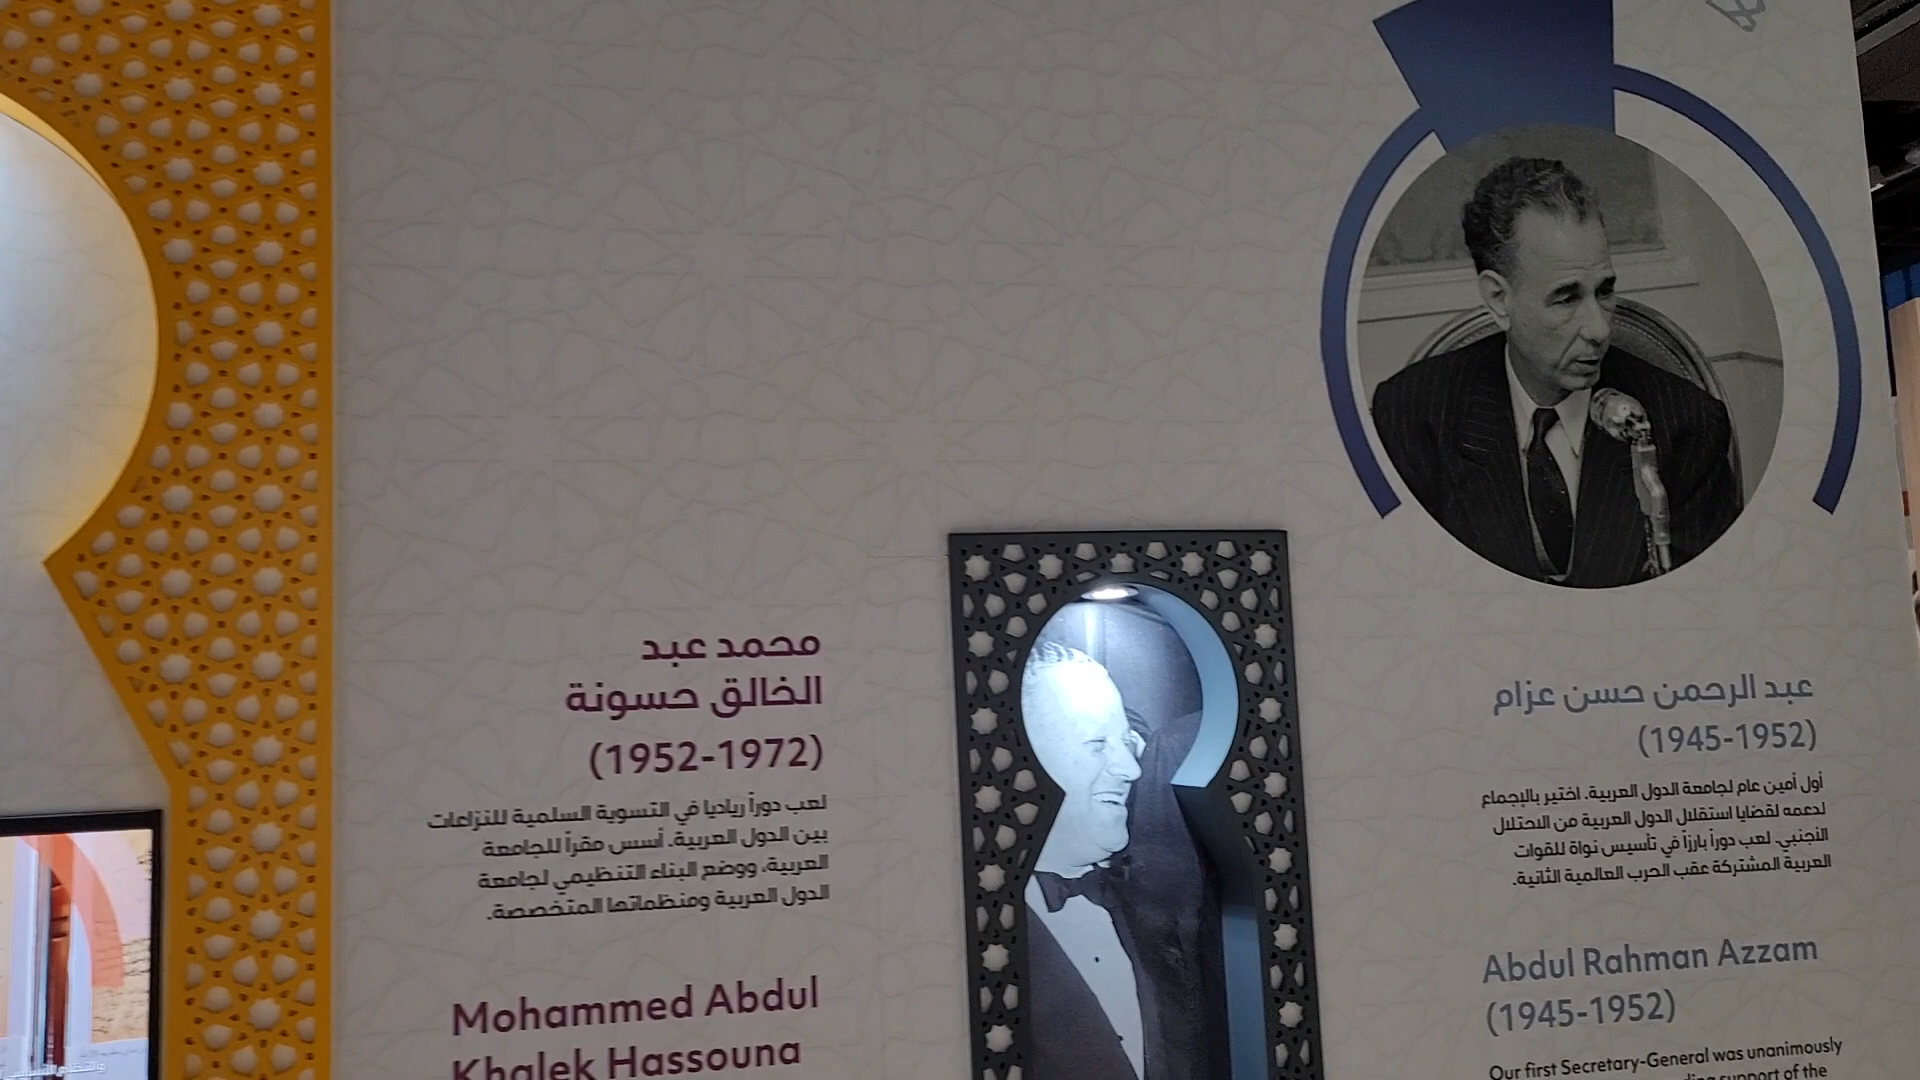 عبد الرحمن حسن عزام
(1945-1952)
أول أمين عام لجامعة الدول العربية. اختير بالإجماع
لدعمه لقضايا استقلال الدول العربية من الاحتلال
الأجنبي. لعب دوراً بارزاً في تأسيس نواة للقوات
العربية المشتركة عقب الحرب العالمية الثانية.
Abdul Rahman Azzam
(1945-1952)
Our first Secretary-General was unanimously
support of the
محمد عبد
الخالق حسونة
(1952-1972)
لعب دوراً رياديا في التسوية السلمية للنزاعات
بين الدول العربية. أسس مقراً للجامعة
العربية، ووضع البناء التنظيمي لجامعة
الدول العربية ومنظماتها المتخصصة.
Mohammed Abdul
Khalek Hassouna